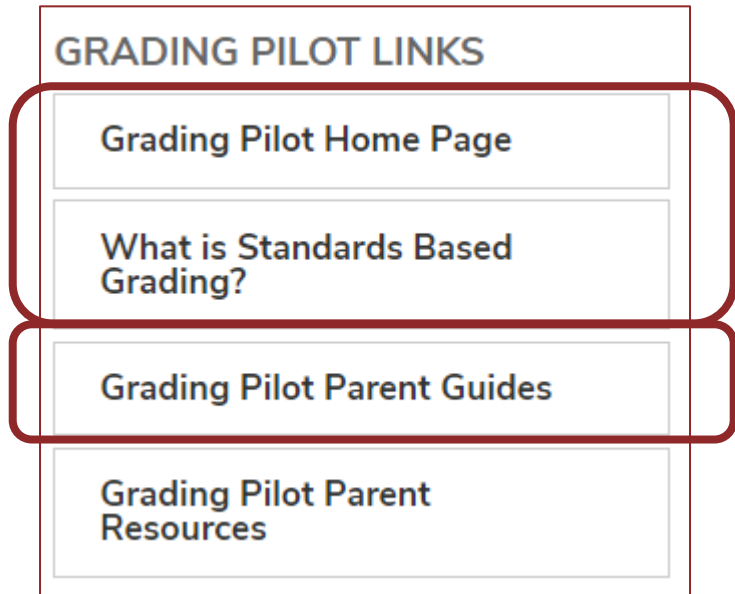 GRADING PILOT LINKS
Grading Pilot Home Page
What is Standards Based
Grading?
Grading Pilot Parent Guides
Grading Pilot Parent
Resources